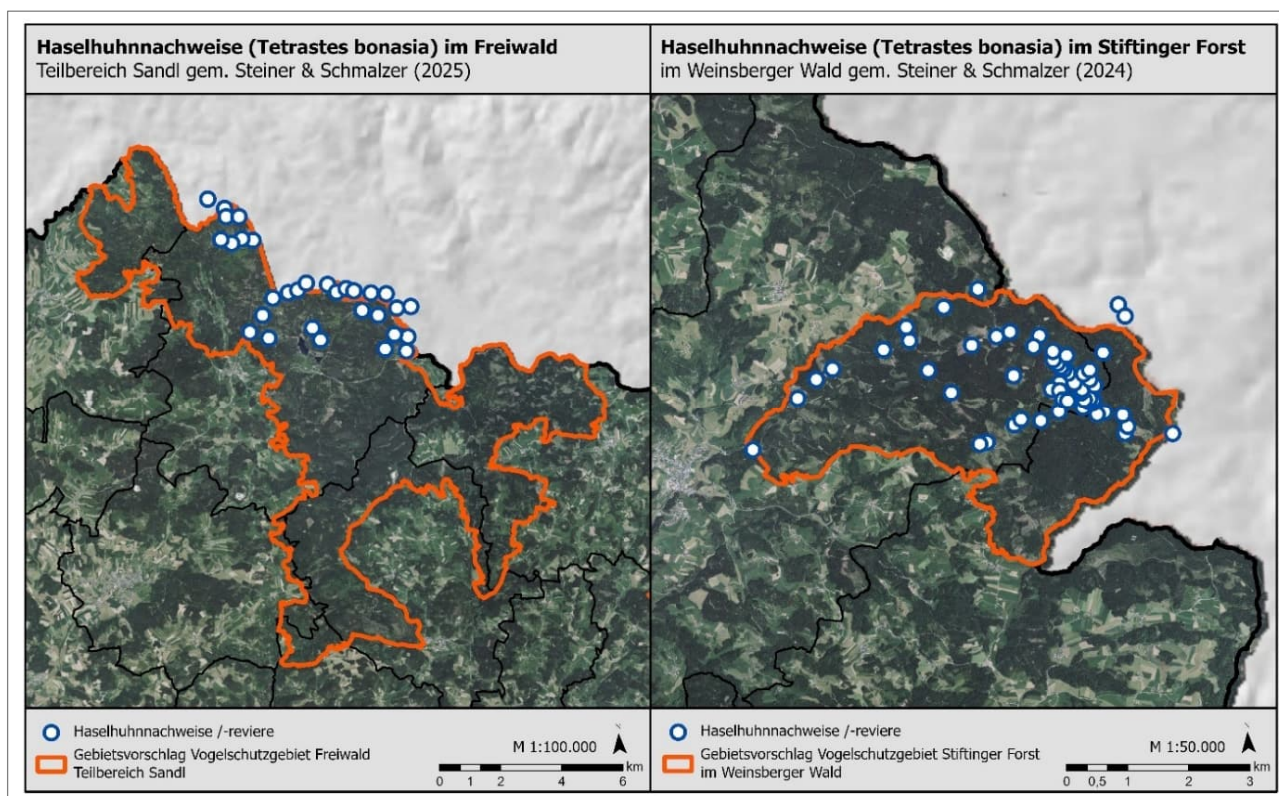 Haselhuhnnachweise (Tetrastes bonasia) im Freiwald
Teilbereich Sandl gem. Steiner & Schmalzer (2025)
Haselhuhnnachweise /-reviere
Gebietsvorschlag Vogelschutzgebiet Freiwald
Teilbereich Sandl
M 1:100.000
N
km
0 1 2 4 6
Haselhuhnnachweise (Tetrastes bonasia) im Stiftinger Forst
im Weinsberger Wald gem. Steiner & Schmalzer (2024)
Haselhuhnnachweise /-reviere
Gebietsvorschlag Vogelschutzgebiet Stiftinger Forst
im Weinsberger Wald
M 1:50.000
N
km
0 0,5 1 2 3